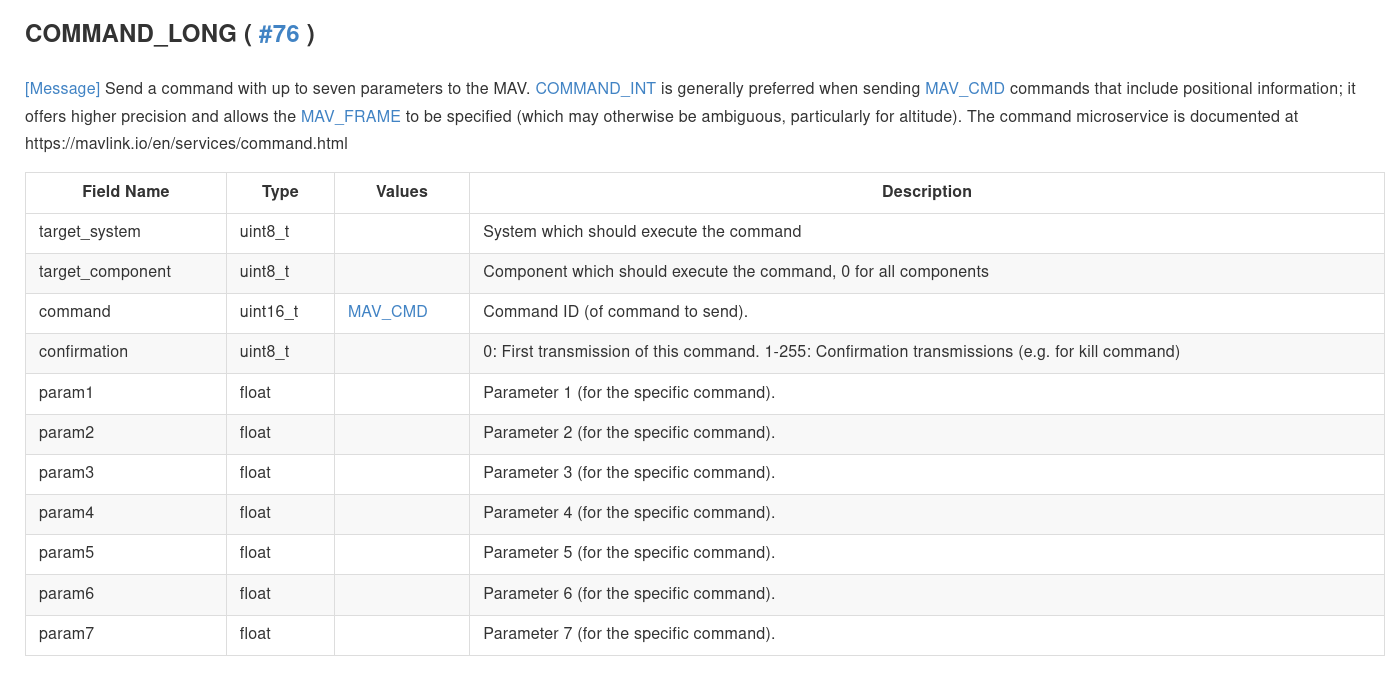 COMMAND_LONG ( #76 )
[Message] Send a command with up to seven parameters to the MAV. COMMAND_INT is generally preferred when sending MAV_CMD commands that include positional information; it
offers higher precision and allows the MAV_FRAME to be specified (which may otherwise be ambiguous, particularly for altitude). The command microservice is documented at
https://mavlink.io/en/services/command.html
Field Name Type Values Description
target_system uint8_t System which should execute the command
target_component uint8_t Component which should execute the command, 0 for all components
command uint16_t MAV_CMD Command ID (of command to send).
confirmation uint8_t 0: First transmission of this command. 1-255: Confirmation transmissions (e.g. for kill command)
param1 float Parameter 1 (for the specific command).
param2 float Parameter 2 (for the specific command).
param3 float Parameter 3 (for the specific command).
param4 float Parameter 4 (for the specific command).
param5 float Parameter 5 (for the specific command).
param6 float Parameter 6 (for the specific command).
param7 float Parameter 7 (for the specific command).